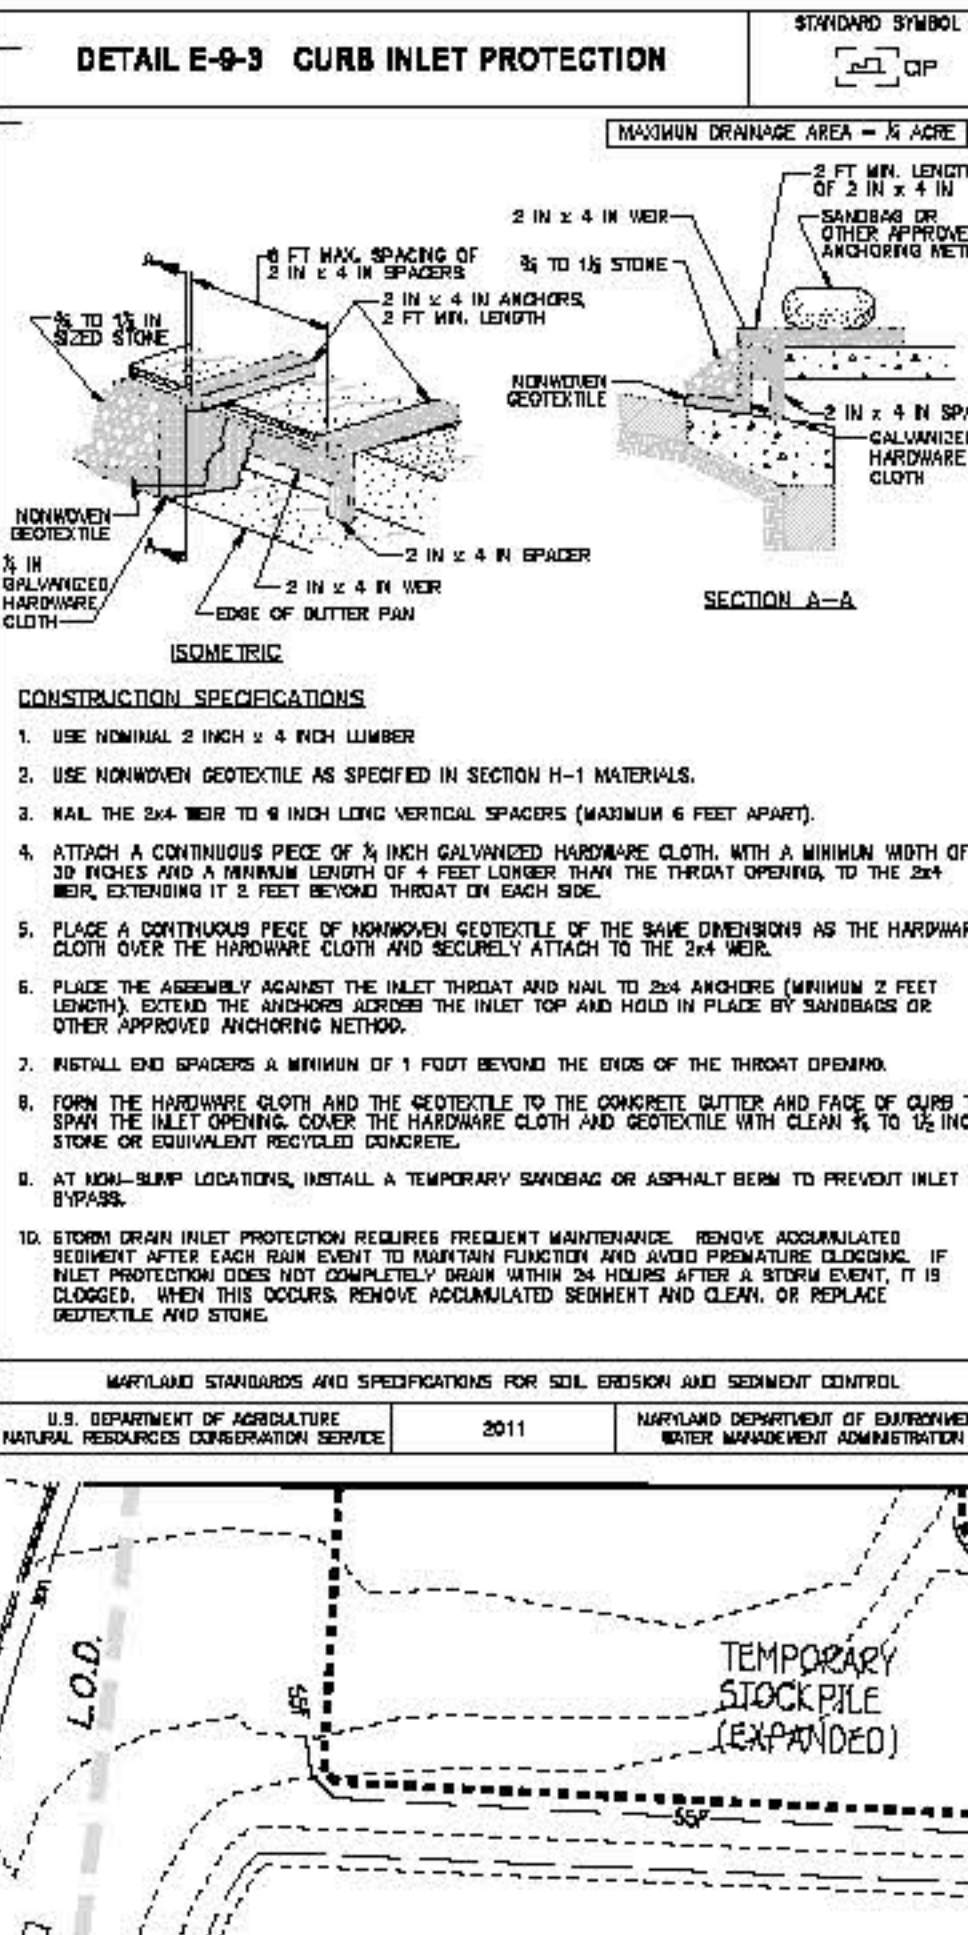 DETAIL E-9-3 CURB INLET PROTECTION
STANDARD SYMBOL
CIP
MAXIMUM DRAINAGE AREA = ¼ ACRE
6 FT MAX. SPACING OF
2 IN x 4 IN SPACERS
2 IN x 4 IN ANCHORS,
2 FT MIN. LENGTH
¾ TO 1½ IN
SIZED STONE
A
NONWOVEN
GEOTEXTILE
A
IN
GALVANIZED
HARDWARE
CLOTH
2 IN x 4 IN SPACER
2 IN x 4 IN WEIR
EDGE OF GUTTER PAN
ISOMETRIC
2 FT MIN. LENGTH
OF 2 IN x 4 IN
2 IN x 4 IN WEIR
SANDBAG OR
OTHER APPROVE
ANCHORING METH
¾ TO 1½ STONE
NONWOVEN
GEOTEXTILE
2 IN x 4 IN SPA
GALVANIZED
HARDWARE
CLOTH
SECTION A-A
CONSTRUCTION SPECIFICATIONS
1. USE NOMINAL 2 INCH x 4 INCH LUMBER
2. USE NONWOVEN GEOTEXTILE AS SPECIFIED IN SECTION H-1 MATERIALS.
3. NAIL THE 2x4 WEIR TO 9 INCH LONG VERTICAL SPACERS (MAXIMUM 6 FEET APART).
4. ATTACH A CONTINUOUS PIECE OF INCH GALVANIZED HARDWARE CLOTH, WITH A MINIMUM WIDTH OF
30 INCHES AND A MINIMUM LENGTH OF 4 FEET LONGER THAN THE THROAT OPENING, TO THE 2x4
WEIR, EXTENDING IT 2 FEET BEYOND THROAT ON EACH SIDE.
5. PLACE A CONTINUOUS PIECE OF NONWOVEN GEOTEXTILE OF THE SAME DIMENSIONS AS THE HARDWAR
CLOTH OVER THE HARDWARE CLOTH AND SECURELY ATTACH TO THE 2x4 WEIR.
6. PLACE THE ASSEMBLY AGAINST THE INLET THROAT AND NAIL TO 2x4 ANCHORS (MINIMUM 2 FEET
LENGTH). EXTEND THE ANCHORS ACROSS THE INLET TOP AND HOLD IN PLACE BY SANDBAGS OR
OTHER APPROVED ANCHORING METHOD.
7. INSTALL END SPACERS A MINIMUM OF 1 FOOT BEYOND THE ENDS OF THE THROAT OPENING.
8. FORM THE HARDWARE CLOTH AND THE GEOTEXTILE TO THE CONCRETE GUTTER AND FACE OF CURB T
SPAN THE INLET OPENING. COVER THE HARDWARE CLOTH AND GEOTEXTILE WITH CLEAN ¾ TO 1½ INC
STONE OR EQUIVALENT RECYCLED CONCRETE.
9. AT NON-SUMP LOCATIONS, INSTALL A TEMPORARY SANDBAG OR ASPHALT BERM TO PREVENT INLET
BYPASS.
10. STORM DRAIN INLET PROTECTION REQUIRES FREQUENT MAINTENANCE. REMOVE ACCUMULATED
SEDIMENT AFTER EACH RAIN EVENT TO MAINTAIN FUNCTION AND AVOID PREMATURE CLOGGING. IF
INLET PROTECTION DOES NOT COMPLETELY DRAIN WITHIN 24 HOURS AFTER A STORM EVENT, IT IS
CLOGGED. WHEN THIS OCCURS, REMOVE ACCUMULATED SEDIMENT AND CLEAN, OR REPLACE
GEOTEXTILE AND STONE.
MARYLAND STANDARDS AND SPECIFICATIONS FOR SOIL EROSION AND SEDIMENT CONTROL
U.S. DEPARTMENT OF AGRICULTURE
NATURAL RESOURCES CONSERVATION SERVICE
2011
MARYLAND DEPARTMENT OF ENVIRONME
WATER MANAGEMENT ADMINISTRATION
L.O.D.
SSF
TEMPORARY
STOCKPILE
(EXPANDED)
SSF